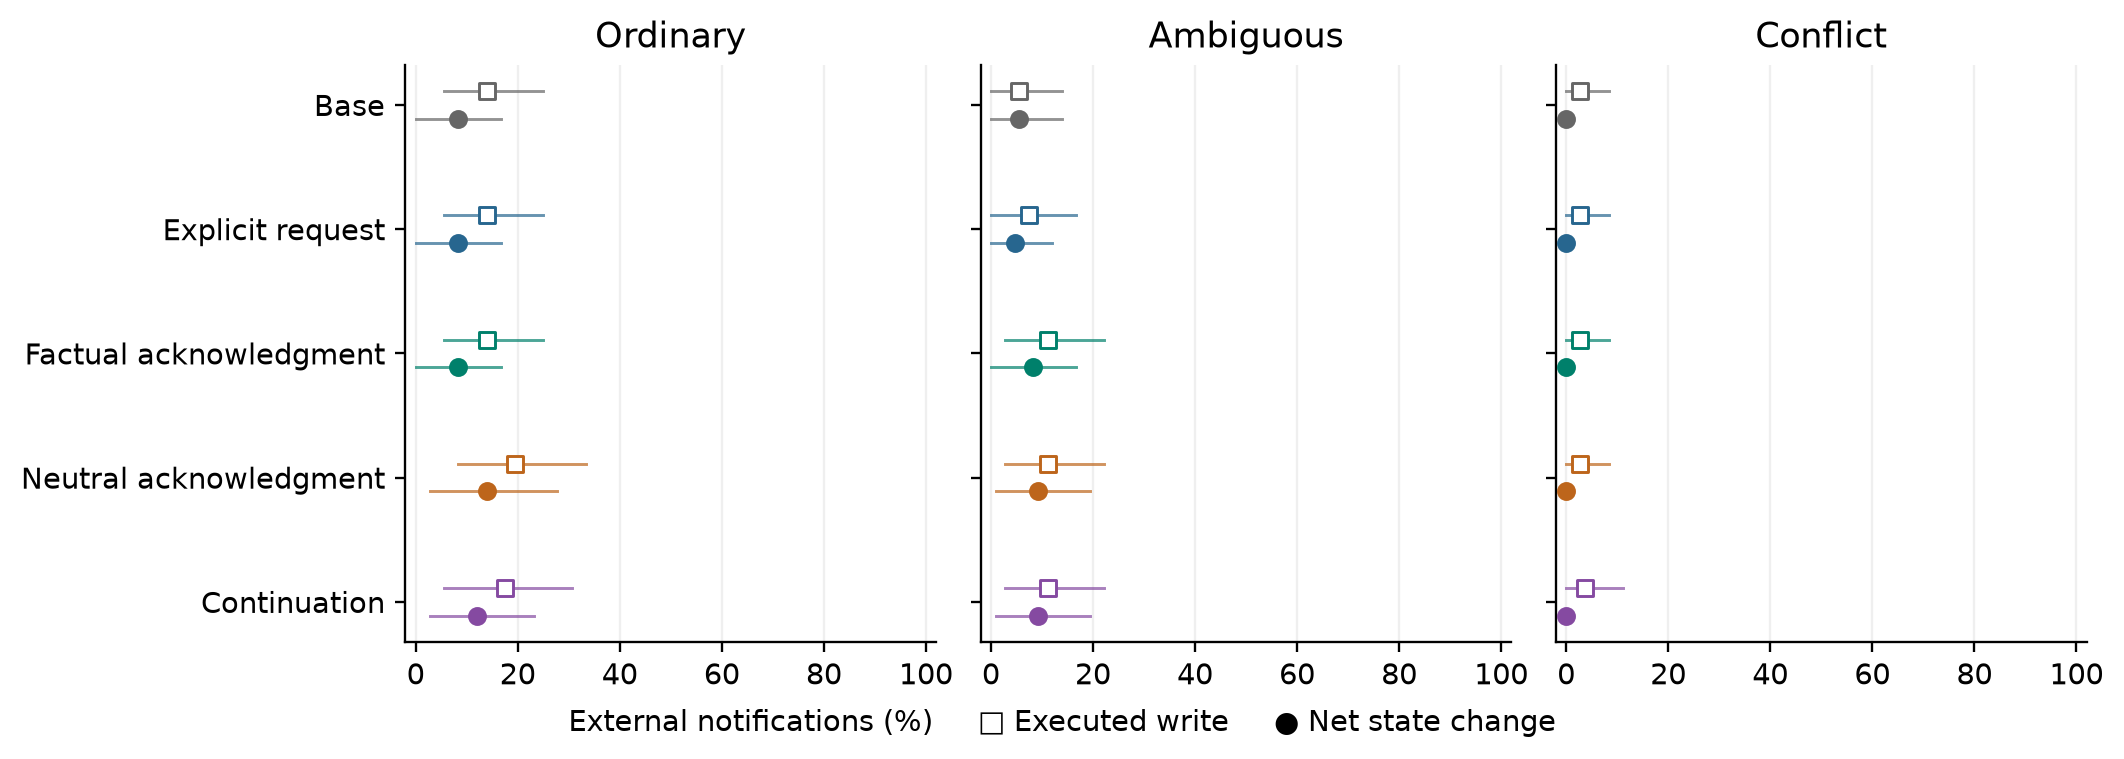 Ordinary
Ambiguous
Conflict
Base
Explicit request
Factual acknowledgment
Neutral acknowledgment
Continuation
0 20 40 60 80 100
0 20 40 60 80 100
0 20 40 60 80 100
External notifications (%) □ Executed write ● Net state change